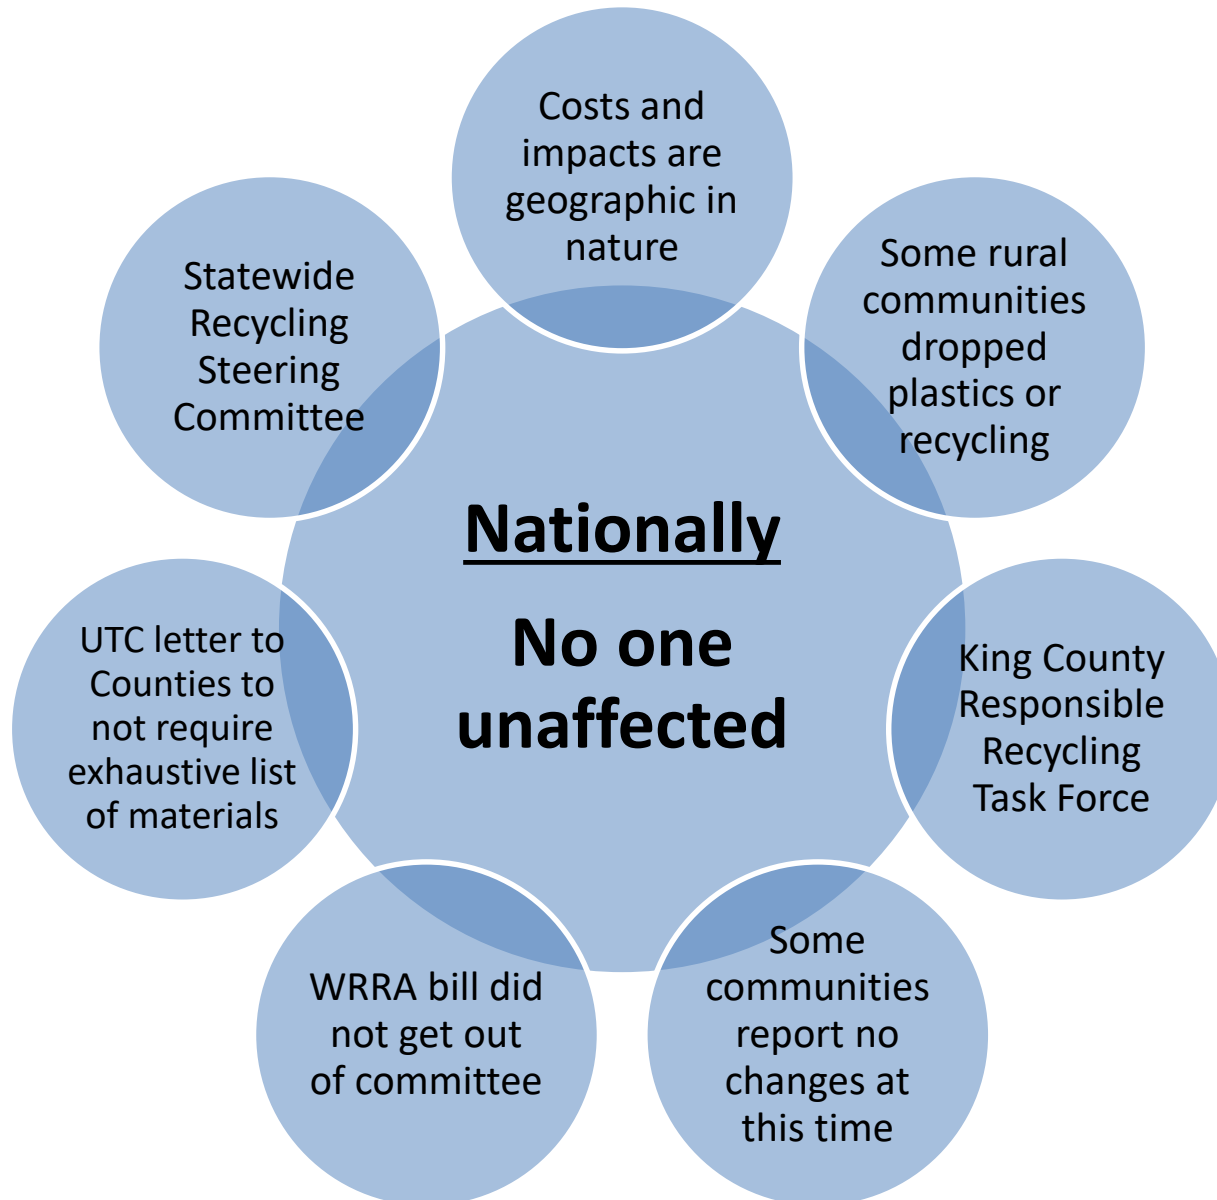 Costs and
impacts are
geographic in
nature
Some rural
communities
dropped
plastics or
recycling
King County
Responsible
Recycling
Task Force
Some
communities
report no
changes at
this time
WRRA bill did
not get out
of committee
UTC letter to
Counties to
not require
exhaustive list
of materials
Statewide
Recycling
Steering
Committee
Nationally
No one
unaffected